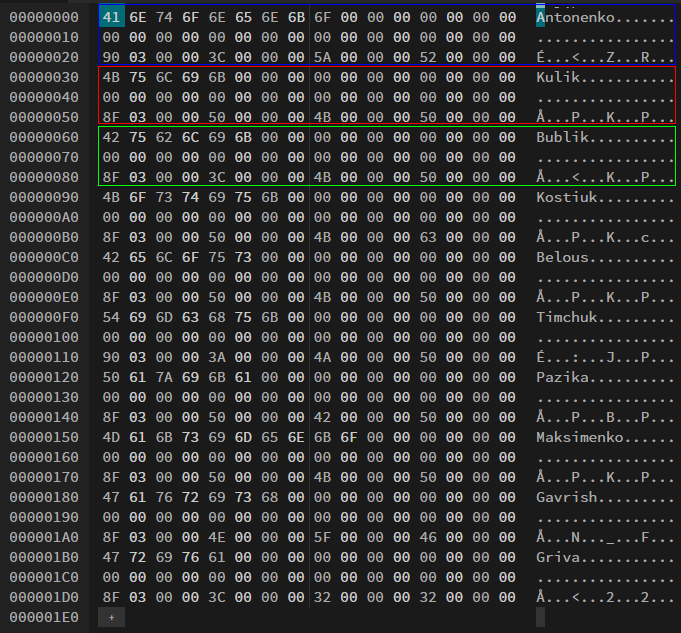 00000000 41 6E 74 6F 6E 65 6E 6B 6F 00 00 00 00 00 00 00 Antonenko.......
00000010 00 00 00 00 00 00 00 00 00 00 00 00 00 00 00 00 ................
00000020 90 03 00 00 3C 00 00 00 5A 00 00 00 52 00 00 00 É...<...Z...R...
00000030 4B 75 6C 69 6B 00 00 00 00 00 00 00 00 00 00 00 Kulik...........
00000040 00 00 00 00 00 00 00 00 00 00 00 00 00 00 00 00 ................
00000050 8F 03 00 00 50 00 00 00 4B 00 00 00 50 00 00 00 Å...P...K...P...
00000060 42 75 62 6C 69 6B 00 00 00 00 00 00 00 00 00 00 Bublik..........
00000070 00 00 00 00 00 00 00 00 00 00 00 00 00 00 00 00 ................
00000080 8F 03 00 00 3C 00 00 00 4B 00 00 00 50 00 00 00 Å...<...K...P...
00000090 4B 6F 73 74 69 75 6B 00 00 00 00 00 00 00 00 00 Kostiuk.........
000000A0 00 00 00 00 00 00 00 00 00 00 00 00 00 00 00 00 ................
000000B0 8F 03 00 00 50 00 00 00 4B 00 00 00 63 00 00 00 Å...P...K...c...
000000C0 42 65 6C 6F 75 73 00 00 00 00 00 00 00 00 00 00 Belous..........
000000D0 00 00 00 00 00 00 00 00 00 00 00 00 00 00 00 00 ................
000000E0 8F 03 00 00 50 00 00 00 4B 00 00 00 50 00 00 00 Å...P...K...P...
000000F0 54 69 6D 63 68 75 6B 00 00 00 00 00 00 00 00 00 Timchuk.........
00000100 00 00 00 00 00 00 00 00 00 00 00 00 00 00 00 00 ................
00000110 90 03 00 00 3A 00 00 00 4A 00 00 00 50 00 00 00 É...:...J...P...
00000120 50 61 7A 69 6B 61 00 00 00 00 00 00 00 00 00 00 Pazika..........
00000130 00 00 00 00 00 00 00 00 00 00 00 00 00 00 00 00 ................
00000140 8F 03 00 00 50 00 00 00 42 00 00 00 50 00 00 00 Å...P...B...P...
00000150 4D 61 6B 73 69 6D 65 6E 6B 6F 00 00 00 00 00 00 Maksimenko......
00000160 00 00 00 00 00 00 00 00 00 00 00 00 00 00 00 00 ................
00000170 8F 03 00 00 50 00 00 00 4B 00 00 00 50 00 00 00 Å...P...K...P...
00000180 47 61 76 72 69 73 68 00 00 00 00 00 00 00 00 00 Gavrish.........
00000190 00 00 00 00 00 00 00 00 00 00 00 00 00 00 00 00 ................
000001A0 8F 03 00 00 4E 00 00 00 5F 00 00 00 46 00 00 00 Å...N..._...F...
000001B0 47 72 69 76 61 00 00 00 00 00 00 00 00 00 00 00 Griva...........
000001C0 00 00 00 00 00 00 00 00 00 00 00 00 00 00 00 00 ................
000001D0 8F 03 00 00 3C 00 00 00 32 00 00 00 32 00 00 00 Å...<...2...2...
000001E0 +